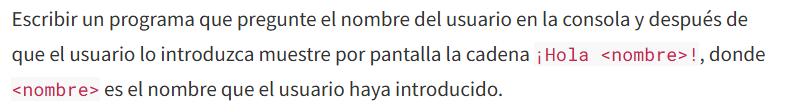 Escribir un programa que pregunte el nombre del usuario en la consola y después de
que el usuario lo introduzca muestre por pantalla la cadena ¡Hola <nombre>!, donde
<nombre> es el nombre que el usuario haya introducido.